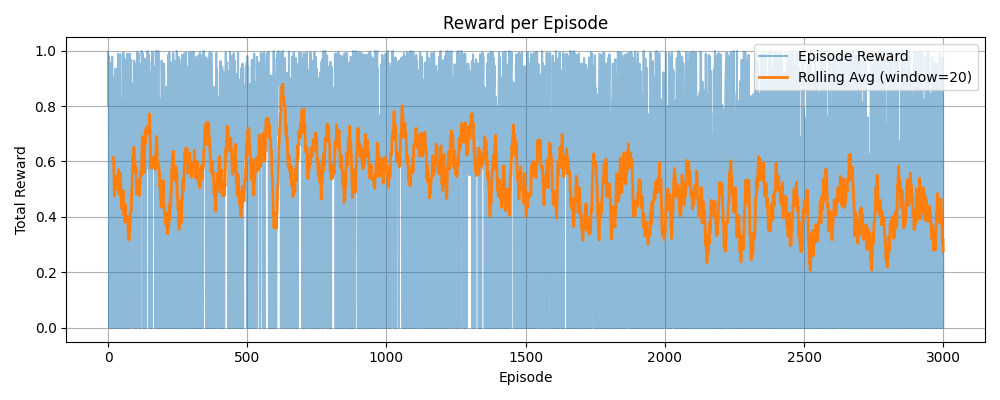 Reward per Episode
Episode Reward
Rolling Avg (window=20)
Total Reward
1.0
0.8
0.6
0.4
0.2
0.0
0 500 1000 1500 2000 2500 3000
Episode